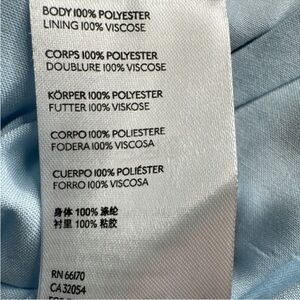 BODY 100% POLYESTER
LINING 100% VISCOSE
CORPS 100% POLYESTER
DOUBLURE 100% VISCOSE
KÖRPER 100% POLYESTER
FUTTER 100% VISKOSE
CORPO 100% POLIESTERE
FODERA 100% VISCOSA
CUERPO 100% POLIÉSTER
FORRO 100% VISCOSA
身体 100% 涤纶
衬里 100% 粘胶
RN 66170
CA 32054